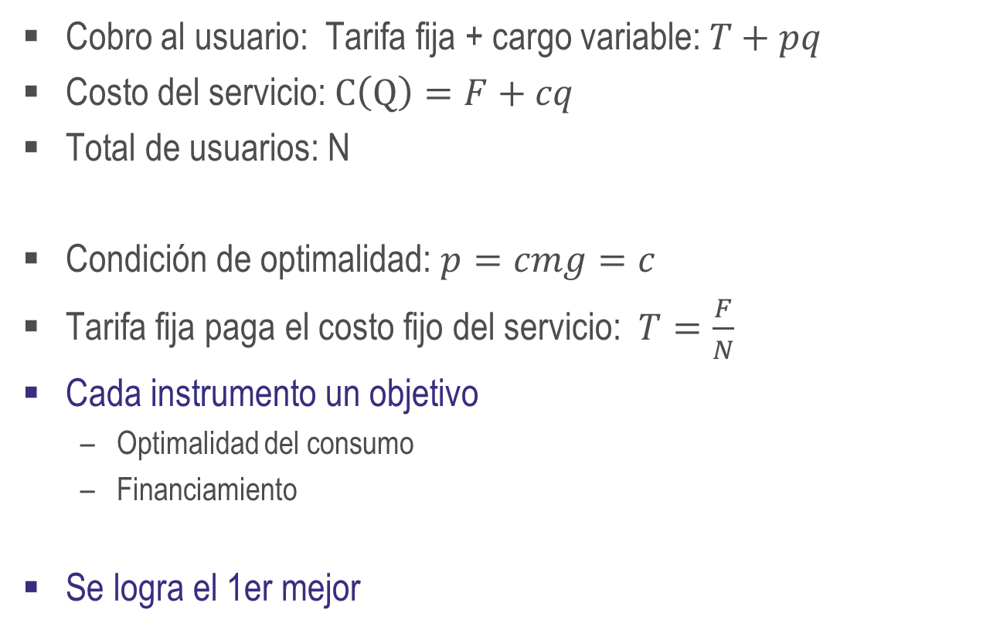 ▪ Cobro al usuario: Tarifa fija + cargo variable: T + pq
▪ Costo del servicio: C(Q) = F + cq
▪ Total de usuarios: N
▪ Condición de optimalidad: p = cmg = c
▪ Tarifa fija paga el costo fijo del servicio: T = F/N
▪ Cada instrumento un objetivo
– Optimalidad del consumo
– Financiamiento
▪ Se logra el 1er mejor